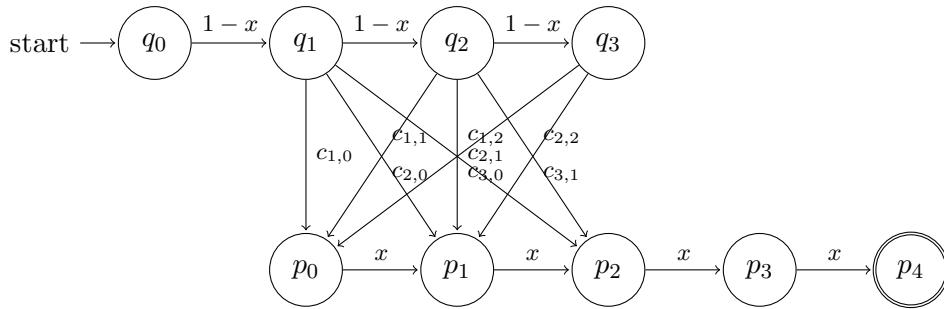 1 − x 1 − x 1 − x
start q₀ q₁ q₂ q₃
c₁,₁ c₁,₂ c₂,₂
c₁,₀ c₂,₁
c₂,₀ c₃,₀ c₃,₁
x x x x
p₀ p₁ p₂ p₃ p₄